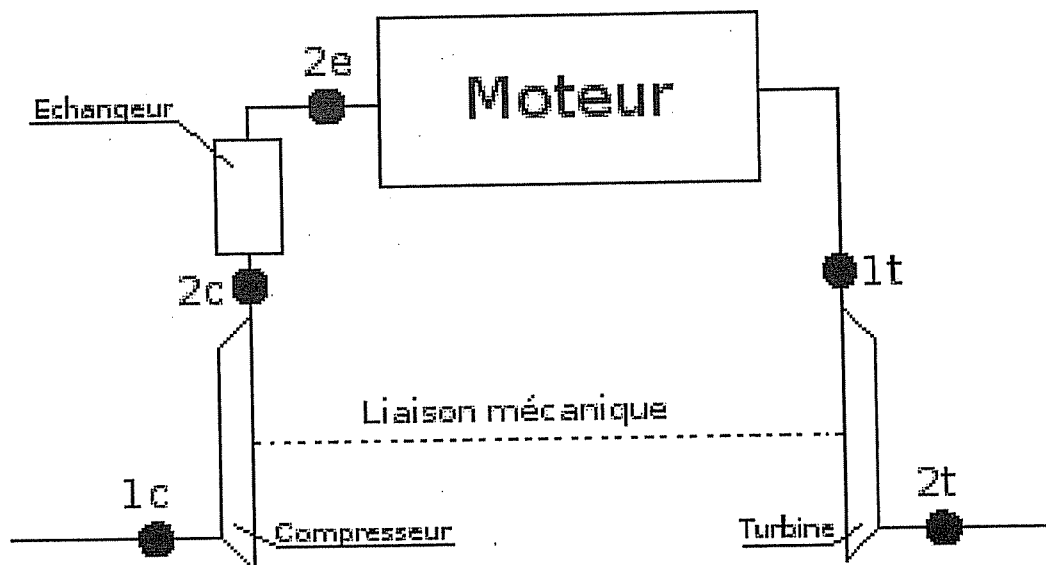 2e
Moteur
Echangeur
2c
1t
Liaison mécanique
1c
2t
Compresseur
Turbine